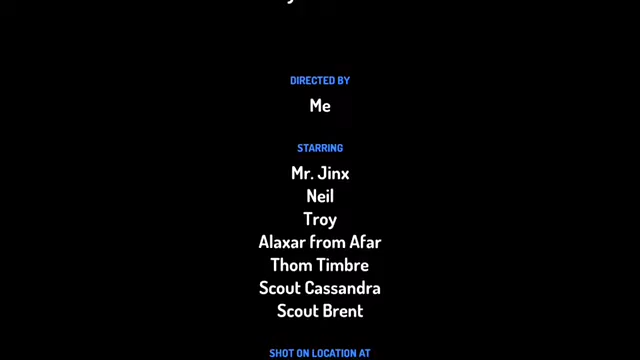 DIRECTED BY
Me
STARRING
Mr. Jinx
Neil
Troy
Alaxar from Afar
Thom Timbre
Scout Cassandra
Scout Brent
SHOT ON LOCATION AT